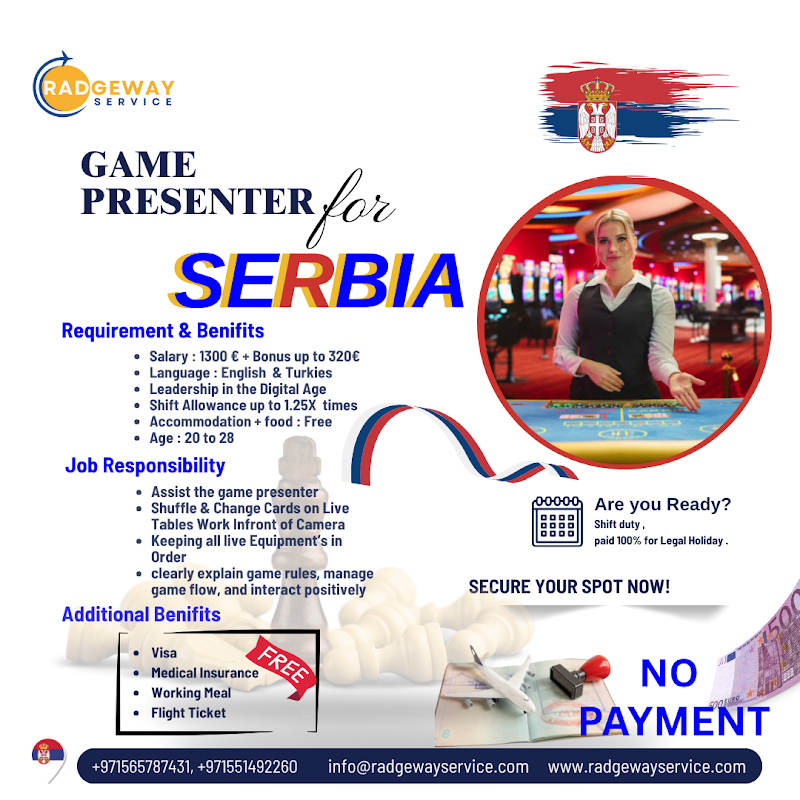 RADGEWAY
SERVICE
GAME
PRESENTER for
SERBIA
Requirement & Benifits
Salary : 1300 € + Bonus up to 320€
Language : English & Turkies
Leadership in the Digital Age
Shift Allowance up to 1.25X times
Accommodation + food : Free
Age : 20 to 28
Job Responsibility
Assist the game presenter
Shuffle & Change Cards on Live
Tables Work Infront of Camera
Keeping all live Equipment's in
Order
clearly explain game rules, manage
game flow, and interact positively
Additional Benifits
Visa
Medical Insurance
Working Meal
Flight Ticket
FREE
Are you Ready?
Shift duty ,
paid 100% for Legal Holiday .
SECURE YOUR SPOT NOW!
500
500 EURO
NO
PAYMENT
+971565787431, +971551492260 info@radgewayservice.com www.radgewayservice.com